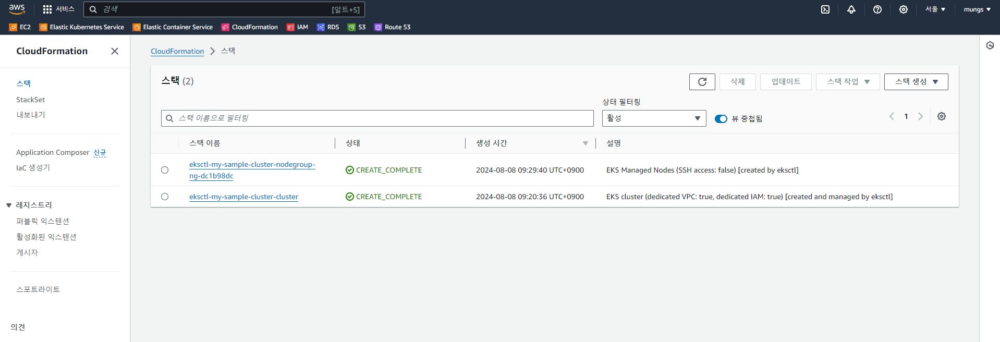 aws 서비스 검색 [알트+S] 서울 ▼ mungs ▼
EC2 Elastic Kubernetes Service Elastic Container Service CloudFormation IAM RDS S3 Route 53
CloudFormation
스택
StackSet
내보내기
Application Composer 신규
IaC 생성기
▼ 레지스트리
퍼블릭 익스텐션
활성화된 익스텐션
게시자
스포트라이트
의견
CloudFormation > 스택
스택 (2)
삭제 업데이트 스택 작업 ▼ 스택 생성 ▼
상태 필터링
스택 이름으로 필터링 활성 ▼ 뷰 중첩됨 < 1 >
스택 이름 상태 생성 시간 ▼ 설명
eksctl-my-sample-cluster-nodegroup-
ng-dc1b98dc CREATE_COMPLETE 2024-08-08 09:29:40 UTC+0900 EKS Managed Nodes (SSH access: false) [created by eksctl]
eksctl-my-sample-cluster-cluster CREATE_COMPLETE 2024-08-08 09:20:36 UTC+0900 EKS cluster (dedicated VPC: true, dedicated IAM: true) [created and managed by eksctl]